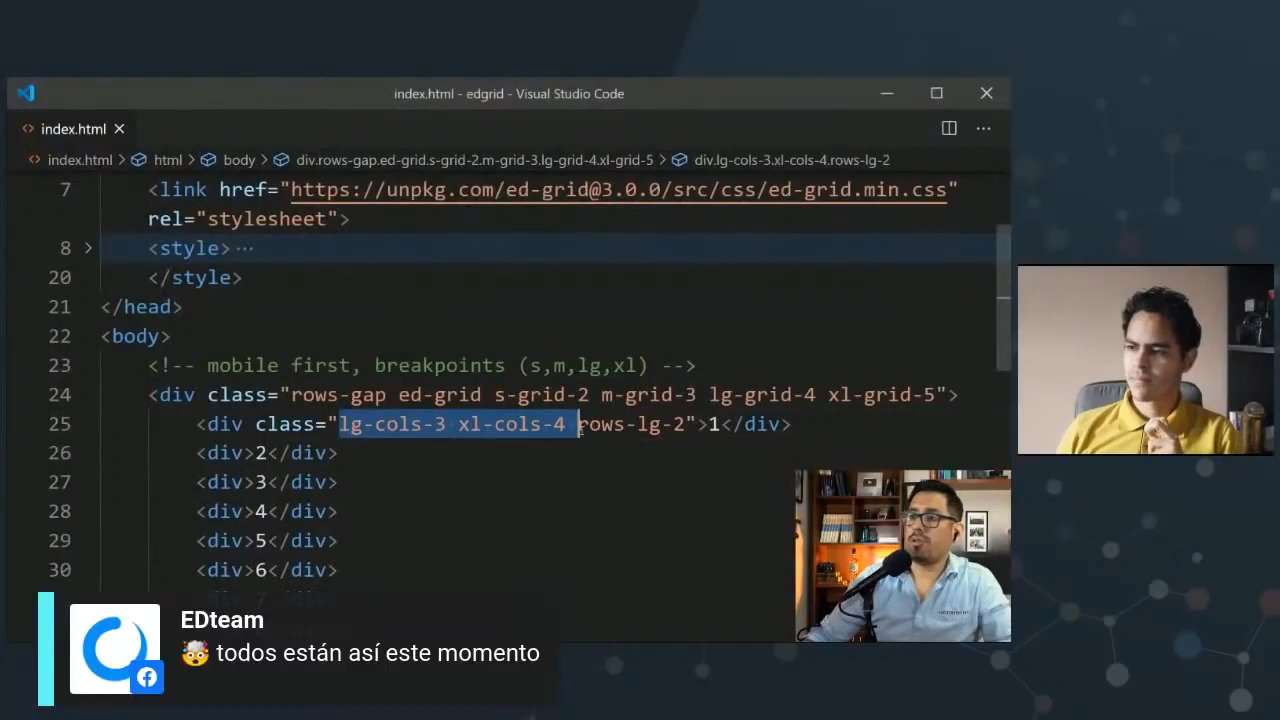 index.html - edgrid - Visual Studio Code
index.html
index.html > html > body > div.rows-gap.ed-grid.s-grid-2.m-grid-3.lg-grid-4.xl-grid-5 > div.lg-cols-3.xl-cols-4.rows-lg-2
7 <link href="https://unpkg.com/ed-grid@3.0.0/src/css/ed-grid.min.css"
rel="stylesheet">
8 <style> ···
20 </style>
21 </head>
22 <body>
23 <!-- mobile first, breakpoints (s,m,lg,xl) -->
24 <div class="rows-gap ed-grid s-grid-2 m-grid-3 lg-grid-4 xl-grid-5">
25 <div class="lg-cols-3 xl-cols-4 rows-lg-2">1</div>
26 <div>2</div>
27 <div>3</div>
28 <div>4</div>
29 <div>5</div>
30 <div>6</div>
EDteam
🤯 todos están así este momento